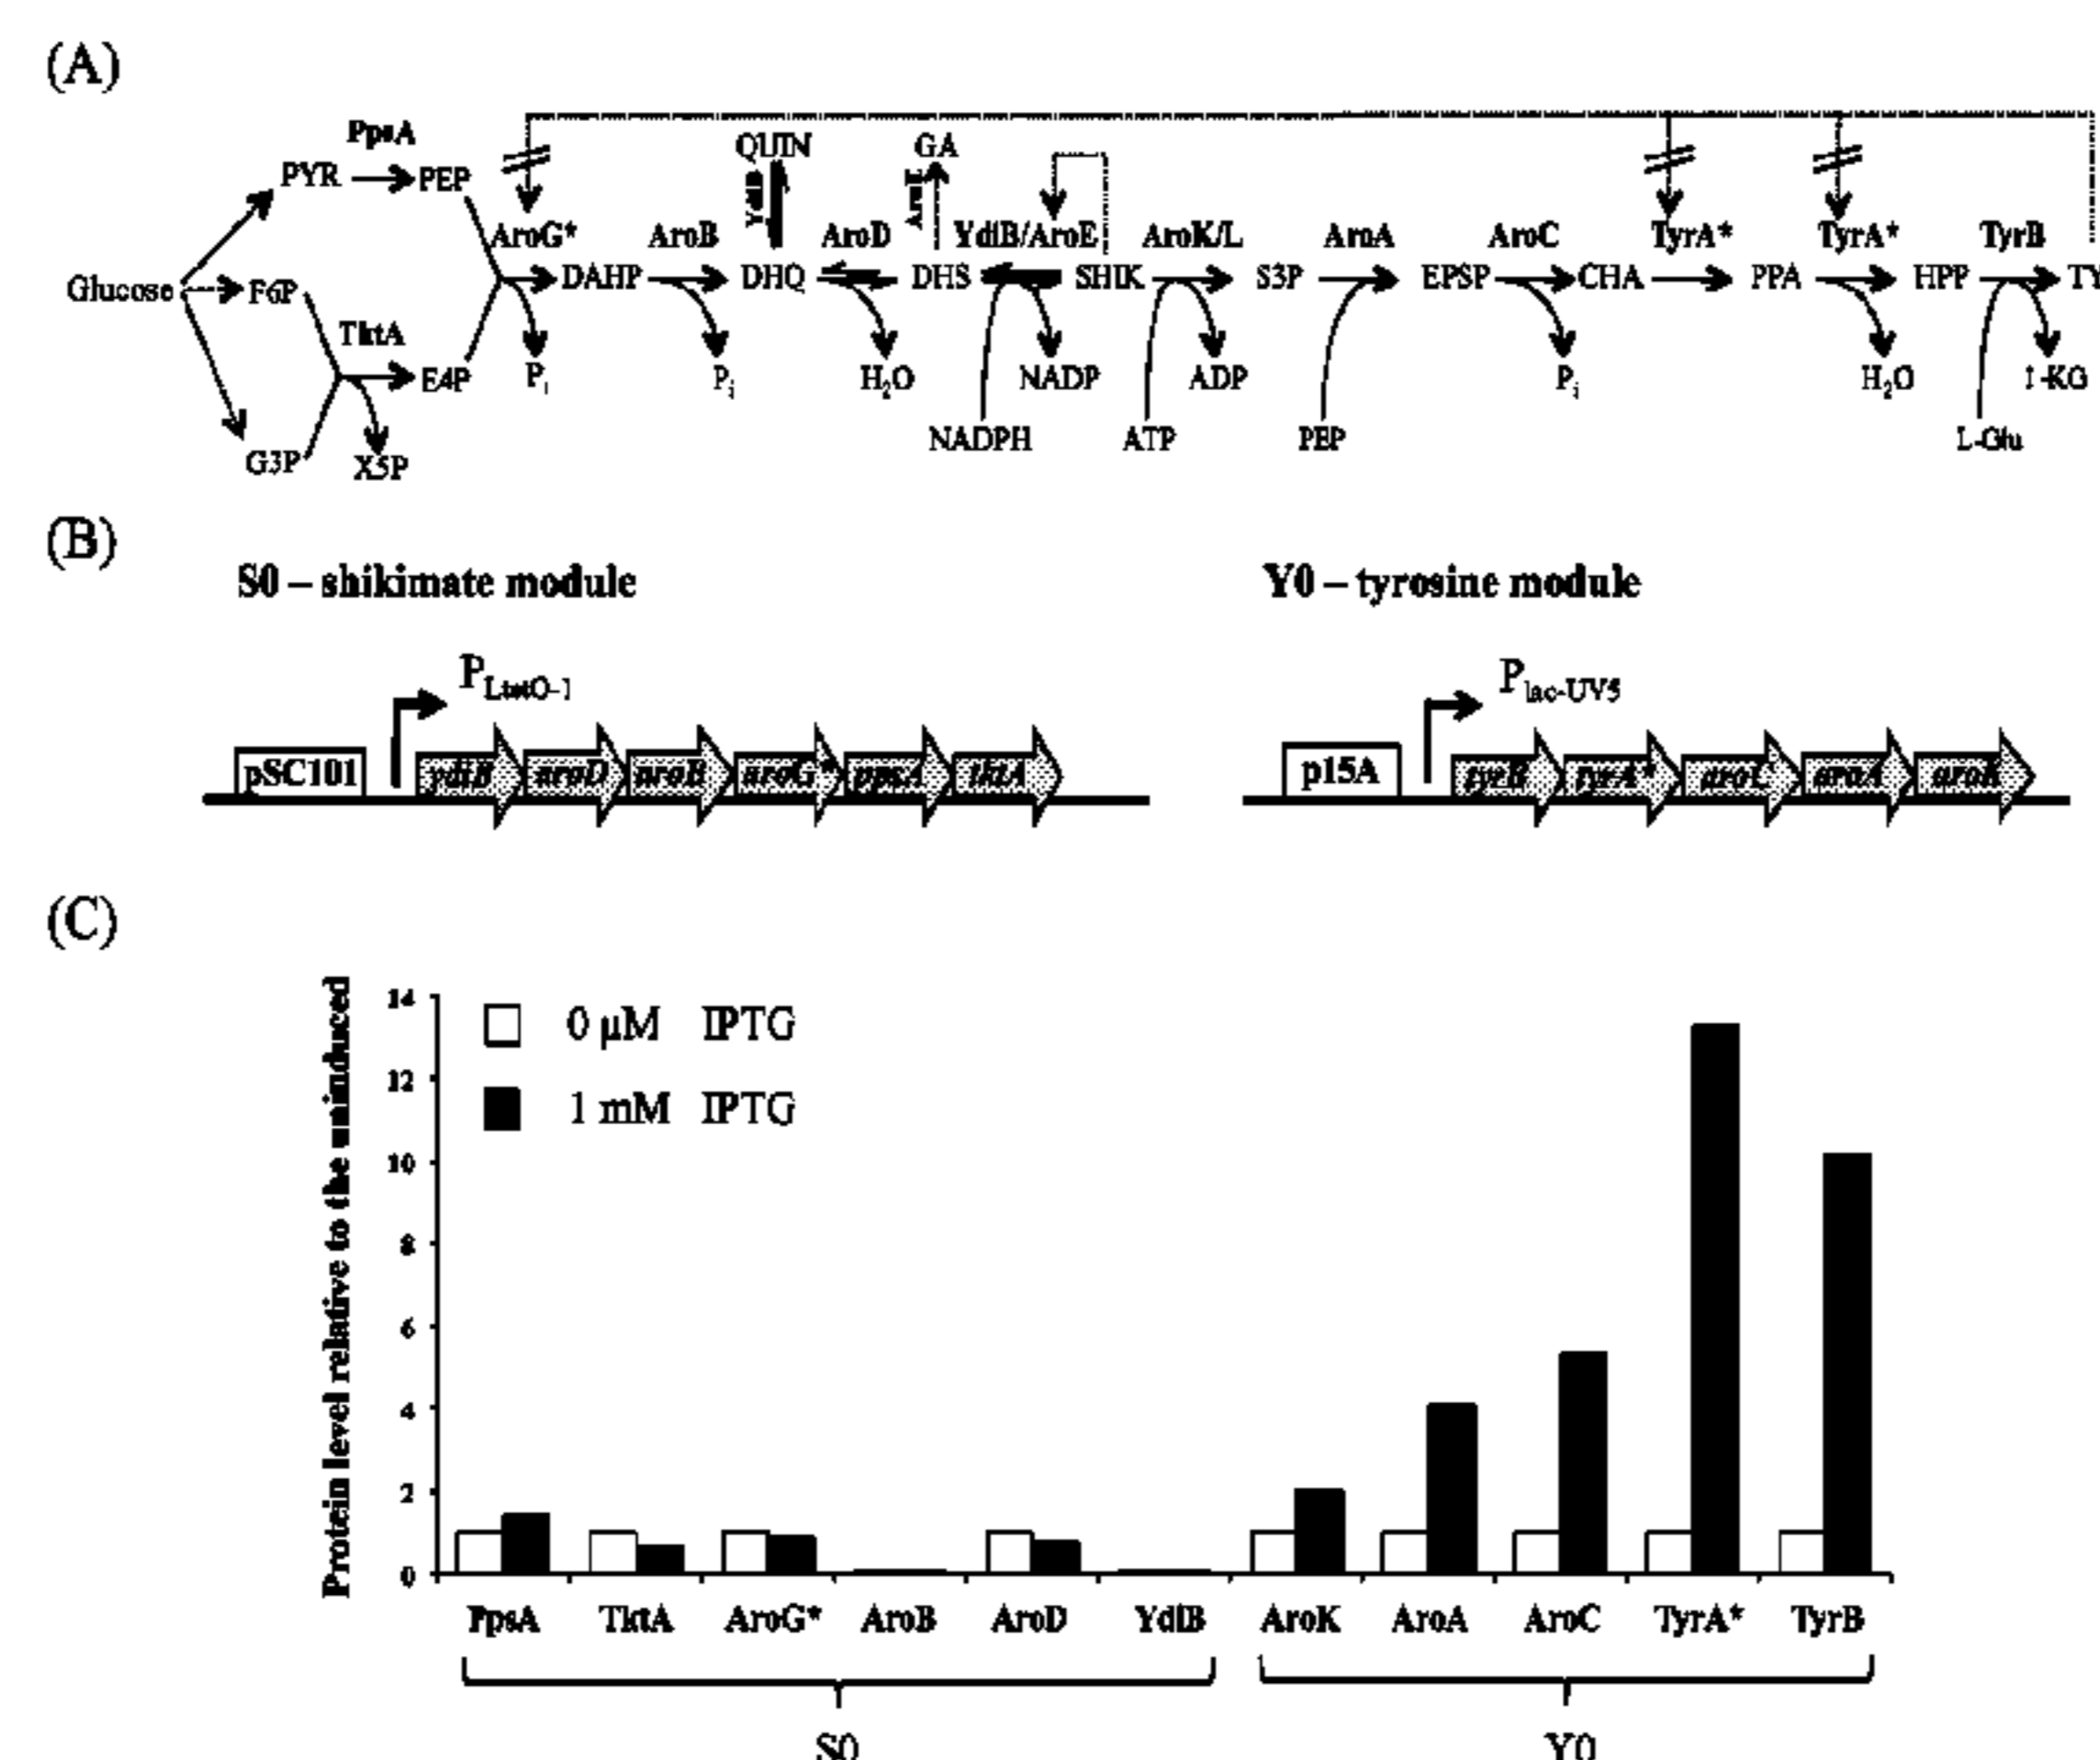 (A)
PpsA
PYR PEP
QUIN GA
YdiB AroE
AroG* AroB AroD YdiB/AroE AroK/L AroA AroC TyrA* TyrA* TyrB
Glucose F6P DAHP DHQ DHS SHIK S3P EPSP CHA PPA HPP TY
TktA
E4P Pi Pi H2O NADP ADP Pi H2O -KG
G3P X5P NADPH ATP PEP L-Glu
(B)
S0 – shikimate module Y0 – tyrosine module
PLtetO-1 Plac-UV5
pSC101 ydiB aroD aroB aroG* ppsA tktA
p15A tyrB tyrA* aroC aroA aroK
(C)
Protein level relative to the uninduced
14
12
10
8
6
4
2
0
0 µM IPTG
1 mM IPTG
PpsA TktA AroG* AroB AroD YdiB AroK AroA AroC TyrA* TyrB
S0 Y0